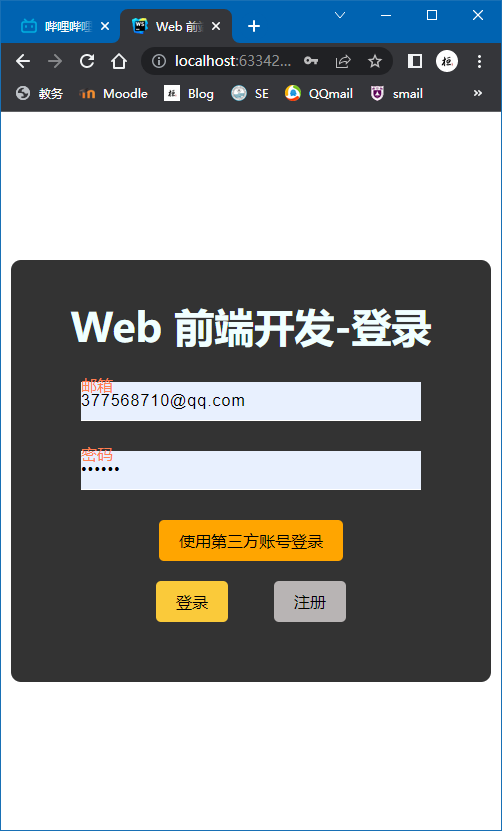 哔哩哔哩
Web 前端
localhost:63342...
教务 Moodle Blog SE QQmail smail
Web 前端开发-登录
邮箱
377568710@qq.com
密码
••••••
使用第三方账号登录
登录 注册